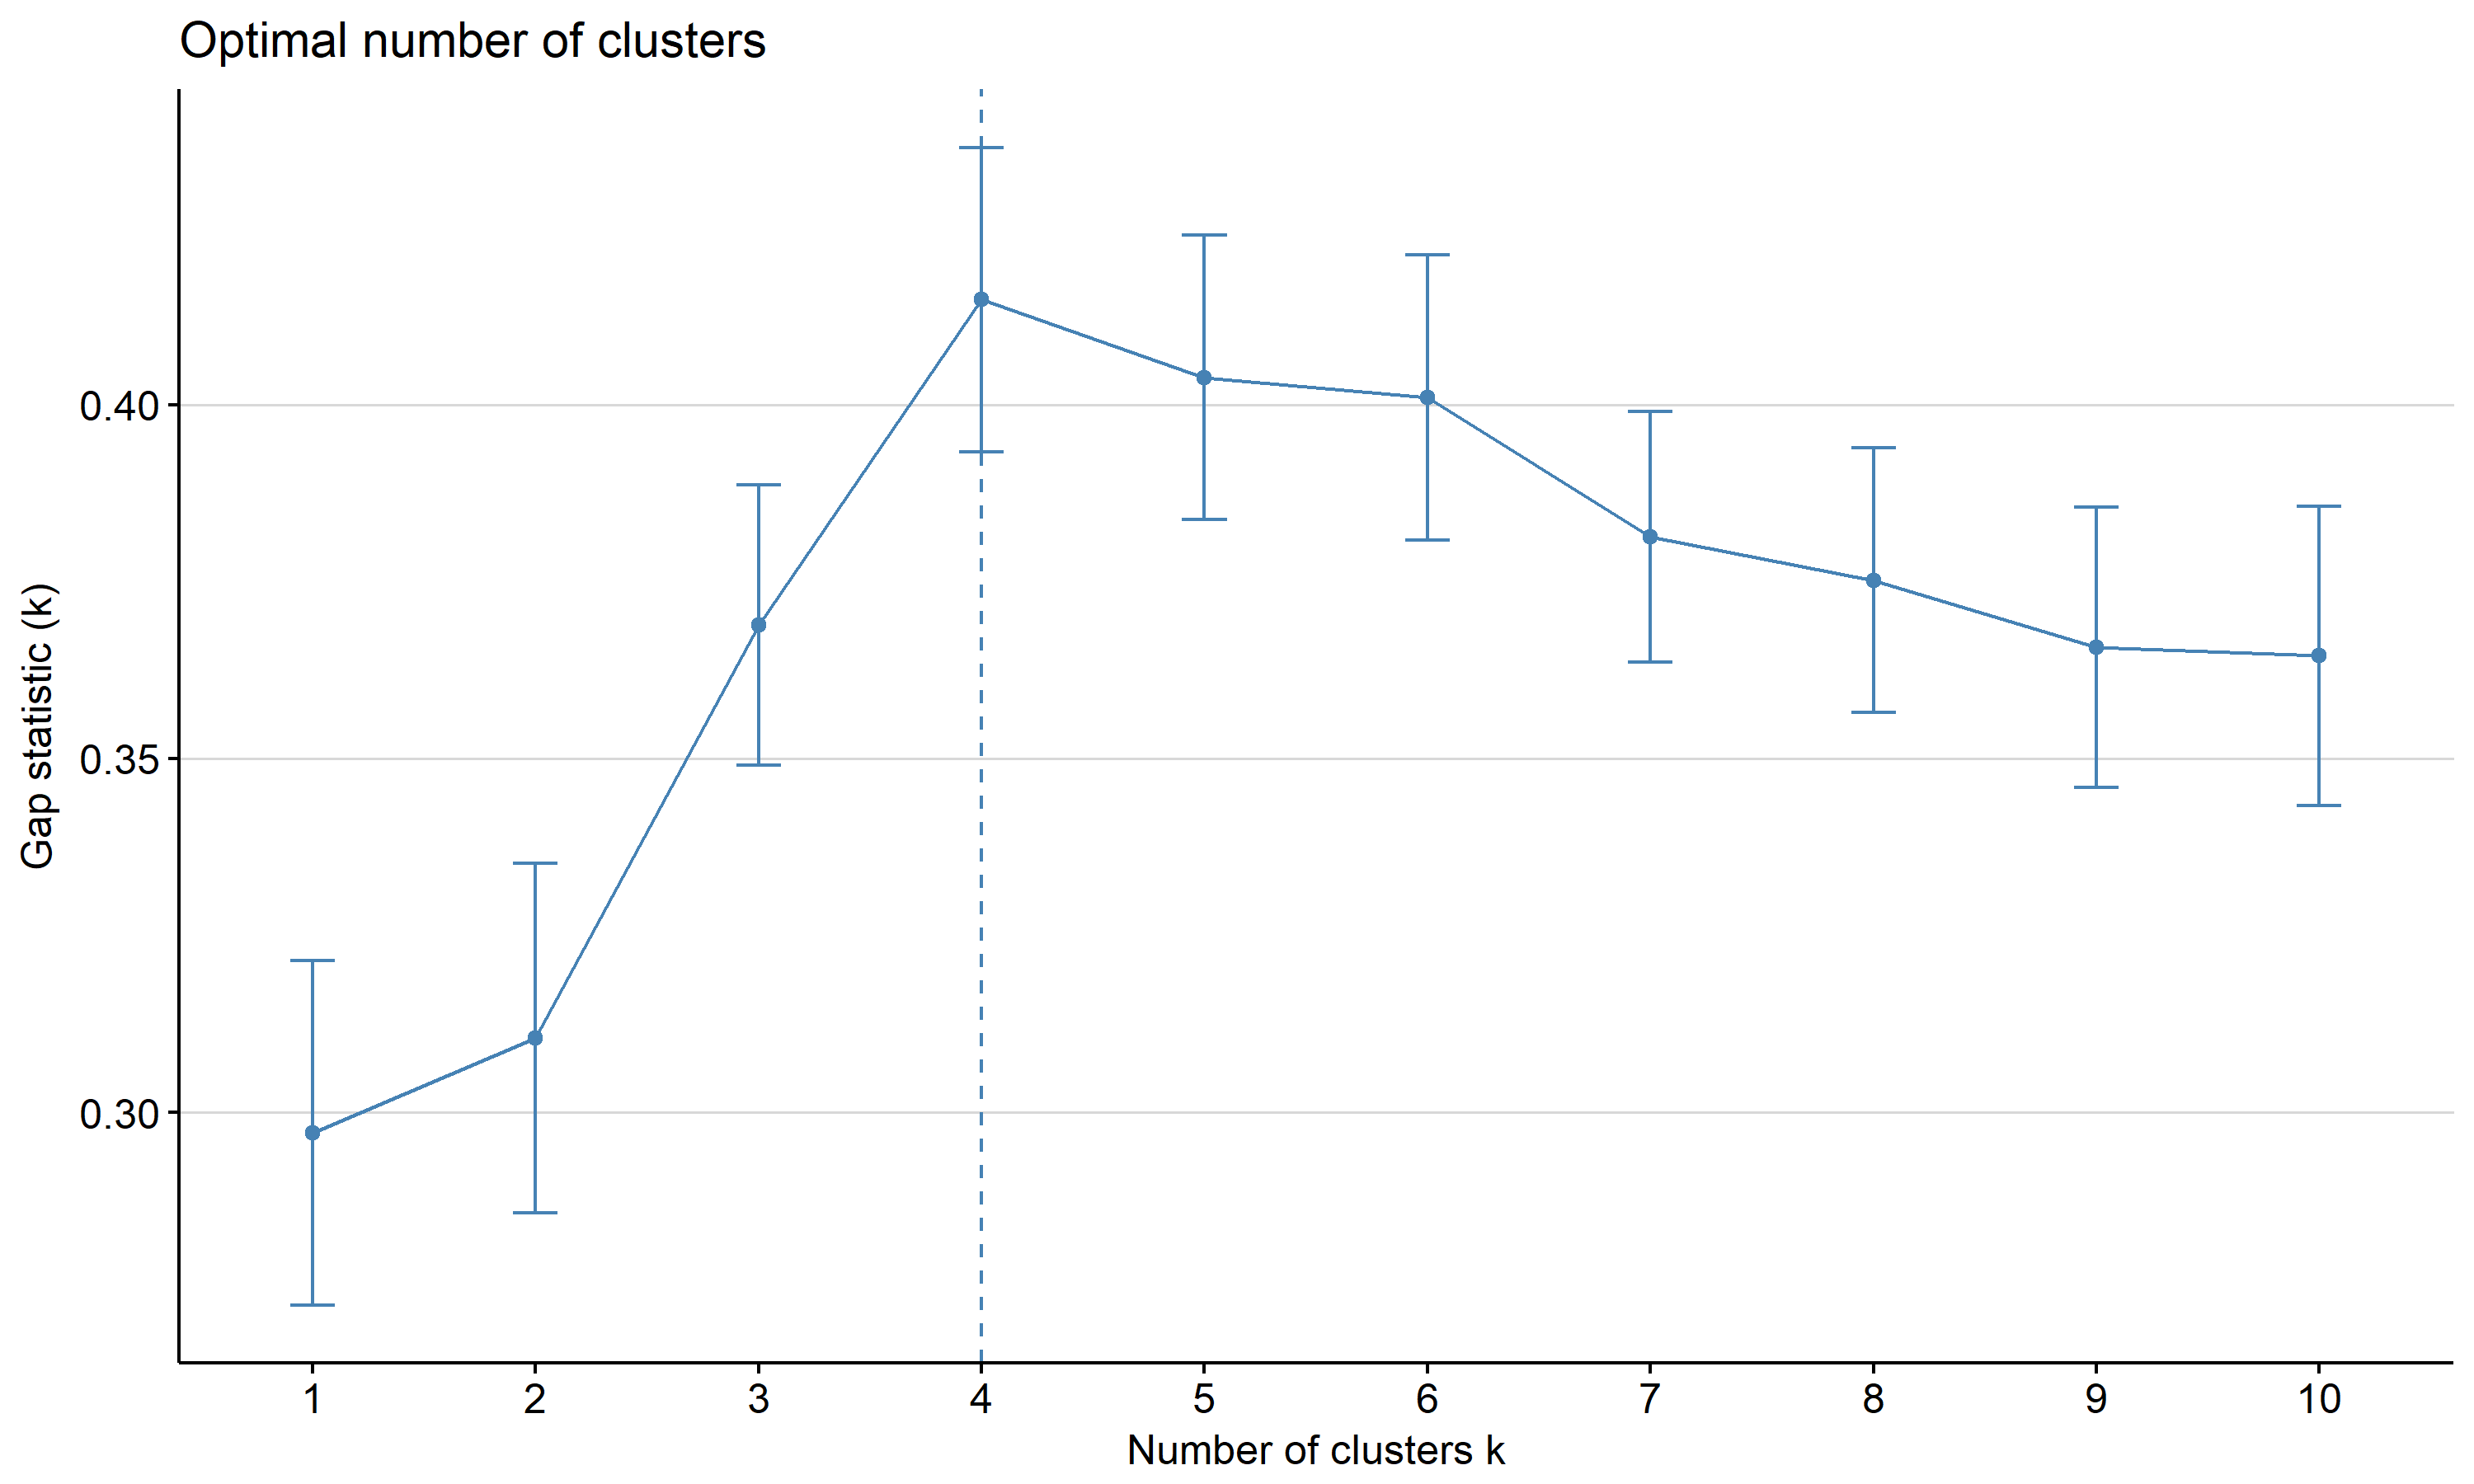 Optimal number of clusters
Gap statistic (k)
0.40
0.35
0.30
1 2 3 4 5 6 7 8 9 10
Number of clusters k